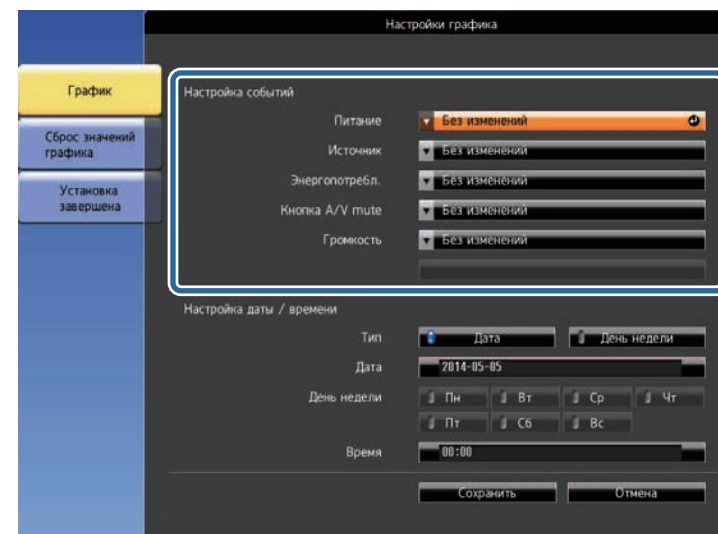 Настройки графика
График
Сброс значений
графика
Установка
завершена
Настройка событий
Питание Без изменений
Источник Без изменений
Энергопотребл. Без изменений
Кнопка A/V mute Без изменений
Громкость Без изменений
Настройка даты / времени
Тип Дата День недели
Дата 2014-05-05
День недели Пн Вт Ср Чт
Пт Сб Вс
Время 00:00
Сохранить Отмена